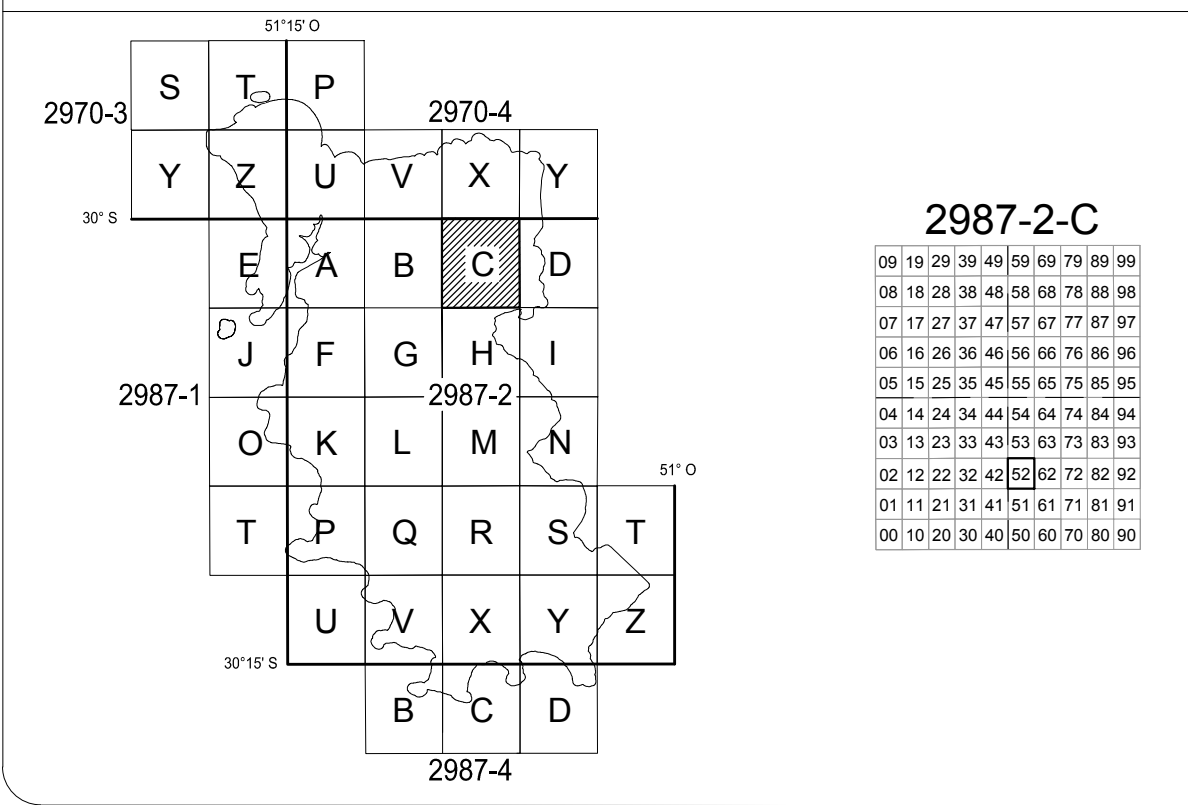 51°15' O
S T P
2970-3
2970-4
Y Z U V X Y
30° S
E A B C D
J F G H I
2987-1
2987-2
O K L M N
51° O
T P Q R S T
U V X Y Z
30°15' S
B C D
2987-4
2987-2-C
09 19 29 39 49 59 69 79 89 99
08 18 28 38 48 58 68 78 88 98
07 17 27 37 47 57 67 77 87 97
06 16 26 36 46 56 66 76 86 96
05 15 25 35 45 55 65 75 85 95
04 14 24 34 44 54 64 74 84 94
03 13 23 33 43 53 63 73 83 93
02 12 22 32 42 52 62 72 82 92
01 11 21 31 41 51 61 71 81 91
00 10 20 30 40 50 60 70 80 90